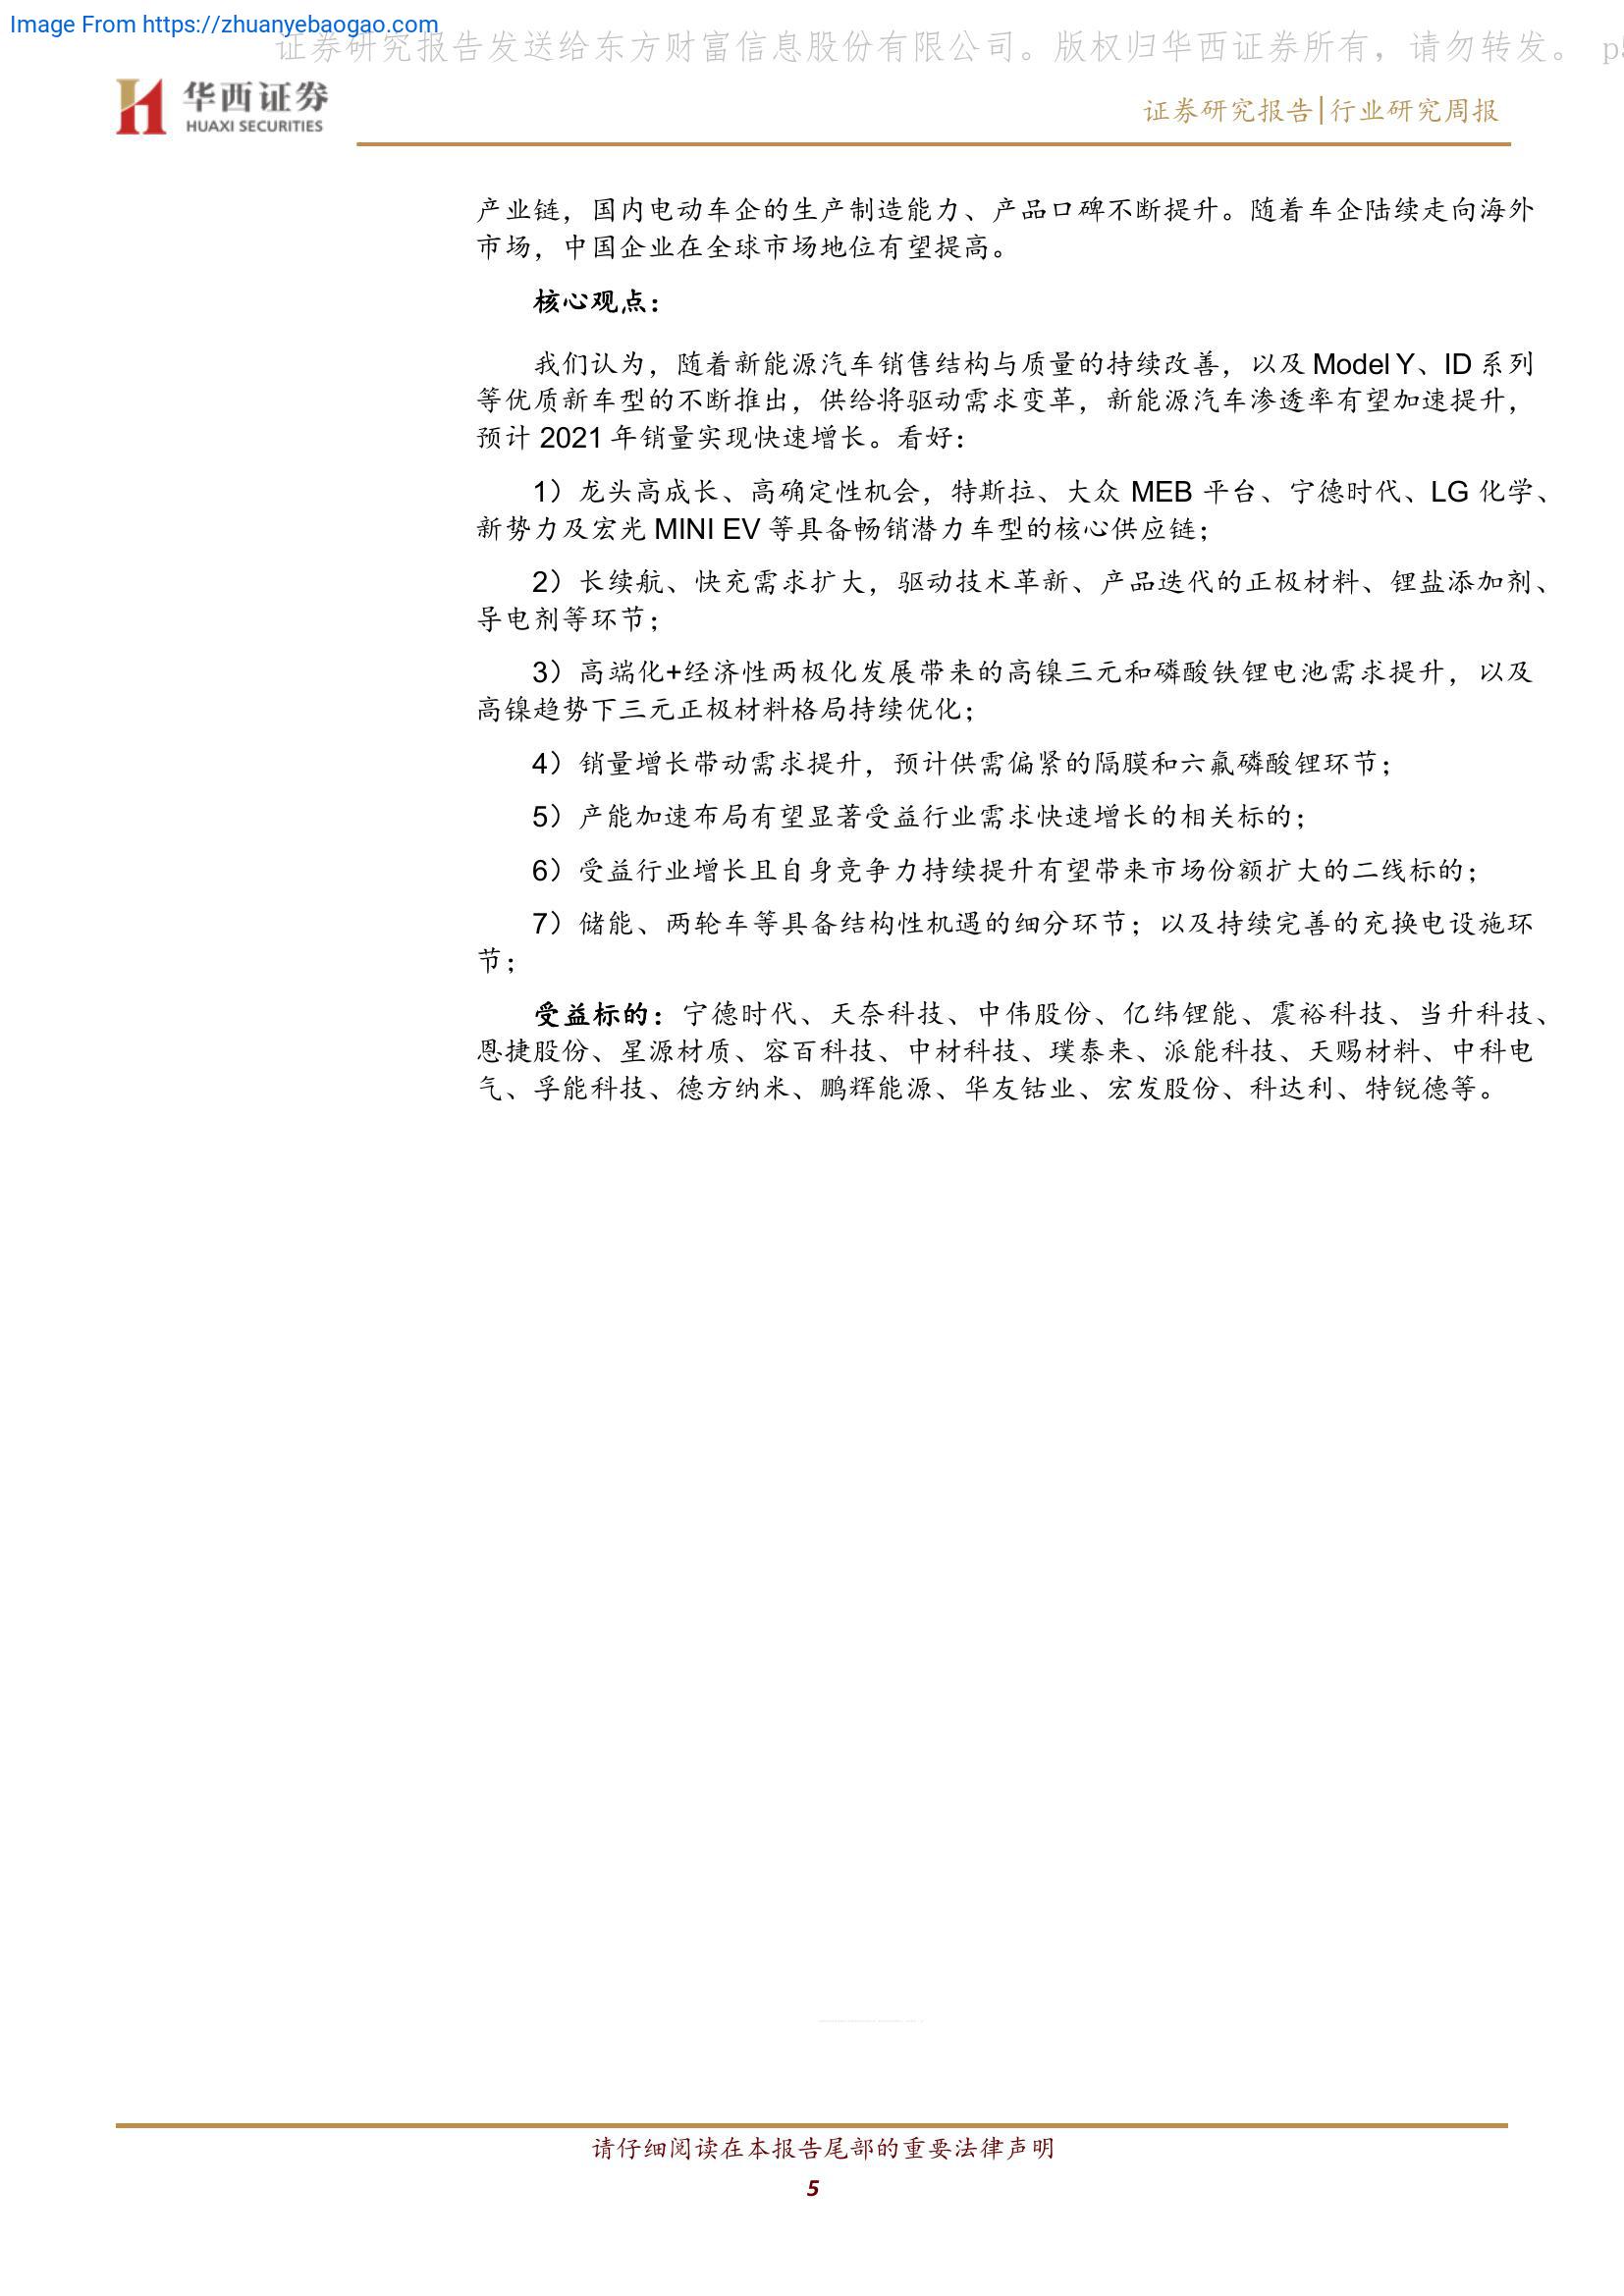 Image From https://zhuanyebaogao.com
证券研究报告发送给东方财富信息股份有限公司。版权归华西证券所有，请勿转发。 p5
华西证券
HUAXI SECURITIES
证券研究报告|行业研究周报
产业链，国内电动车企的生产制造能力、产品口碑不断提升。随着车企陆续走向海外
市场，中国企业在全球市场地位有望提高。
核心观点：
我们认为，随着新能源汽车销售结构与质量的持续改善，以及 Model Y、ID 系列
等优质新车型的不断推出，供给将驱动需求变革，新能源汽车渗透率有望加速提升，
预计 2021 年销量实现快速增长。看好：
1）龙头高成长、高确定性机会，特斯拉、大众 MEB 平台、宁德时代、LG 化学、
新势力及宏光 MINI EV 等具备畅销潜力车型的核心供应链；
2）长续航、快充需求扩大，驱动技术革新、产品迭代的正极材料、锂盐添加剂、
导电剂等环节；
3）高端化+经济性两极化发展带来的高镍三元和磷酸铁锂电池需求提升，以及
高镍趋势下三元正极材料格局持续优化；
4）销量增长带动需求提升，预计供需偏紧的隔膜和六氟磷酸锂环节；
5）产能加速布局有望显著受益行业需求快速增长的相关标的；
6）受益行业增长且自身竞争力持续提升有望带来市场份额扩大的二线标的；
7）储能、两轮车等具备结构性机遇的细分环节；以及持续完善的充换电设施环
节；
受益标的：宁德时代、天奈科技、中伟股份、亿纬锂能、震裕科技、当升科技、
恩捷股份、星源材质、容百科技、中材科技、璞泰来、派能科技、天赐材料、中科电
气、孚能科技、德方纳米、鹏辉能源、华友钴业、宏发股份、科达利、特锐德等。
请仔细阅读在本报告尾部的重要法律声明
5